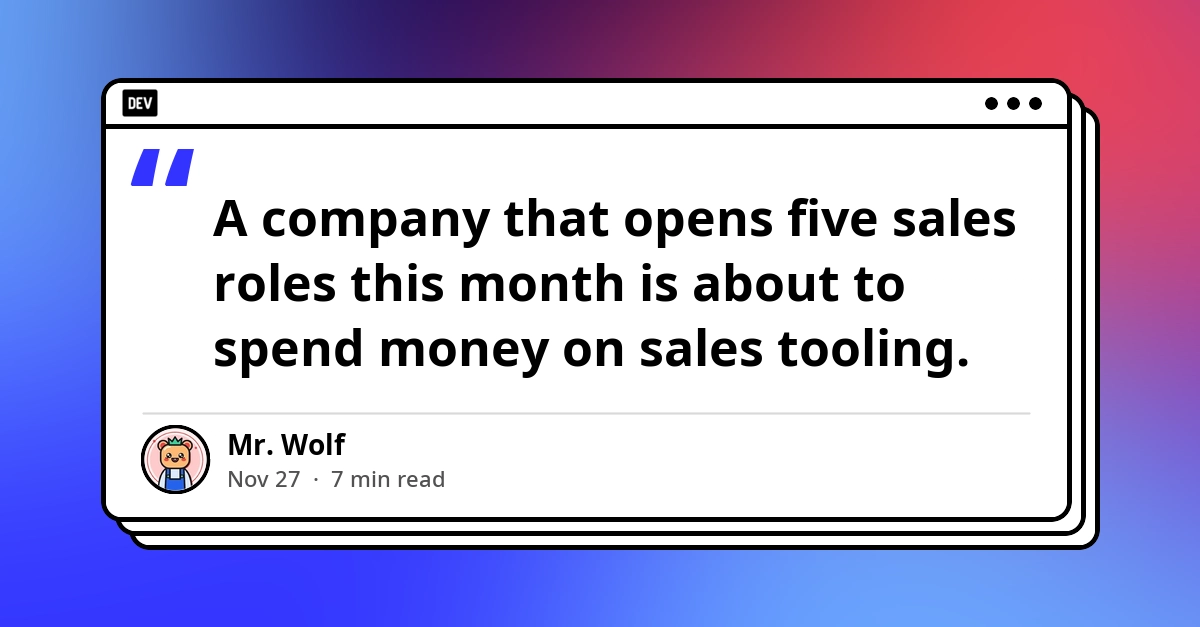 DEV
“
A company that opens five sales
roles this month is about to
spend money on sales tooling.
Mr. Wolf
Nov 27 · 7 min read